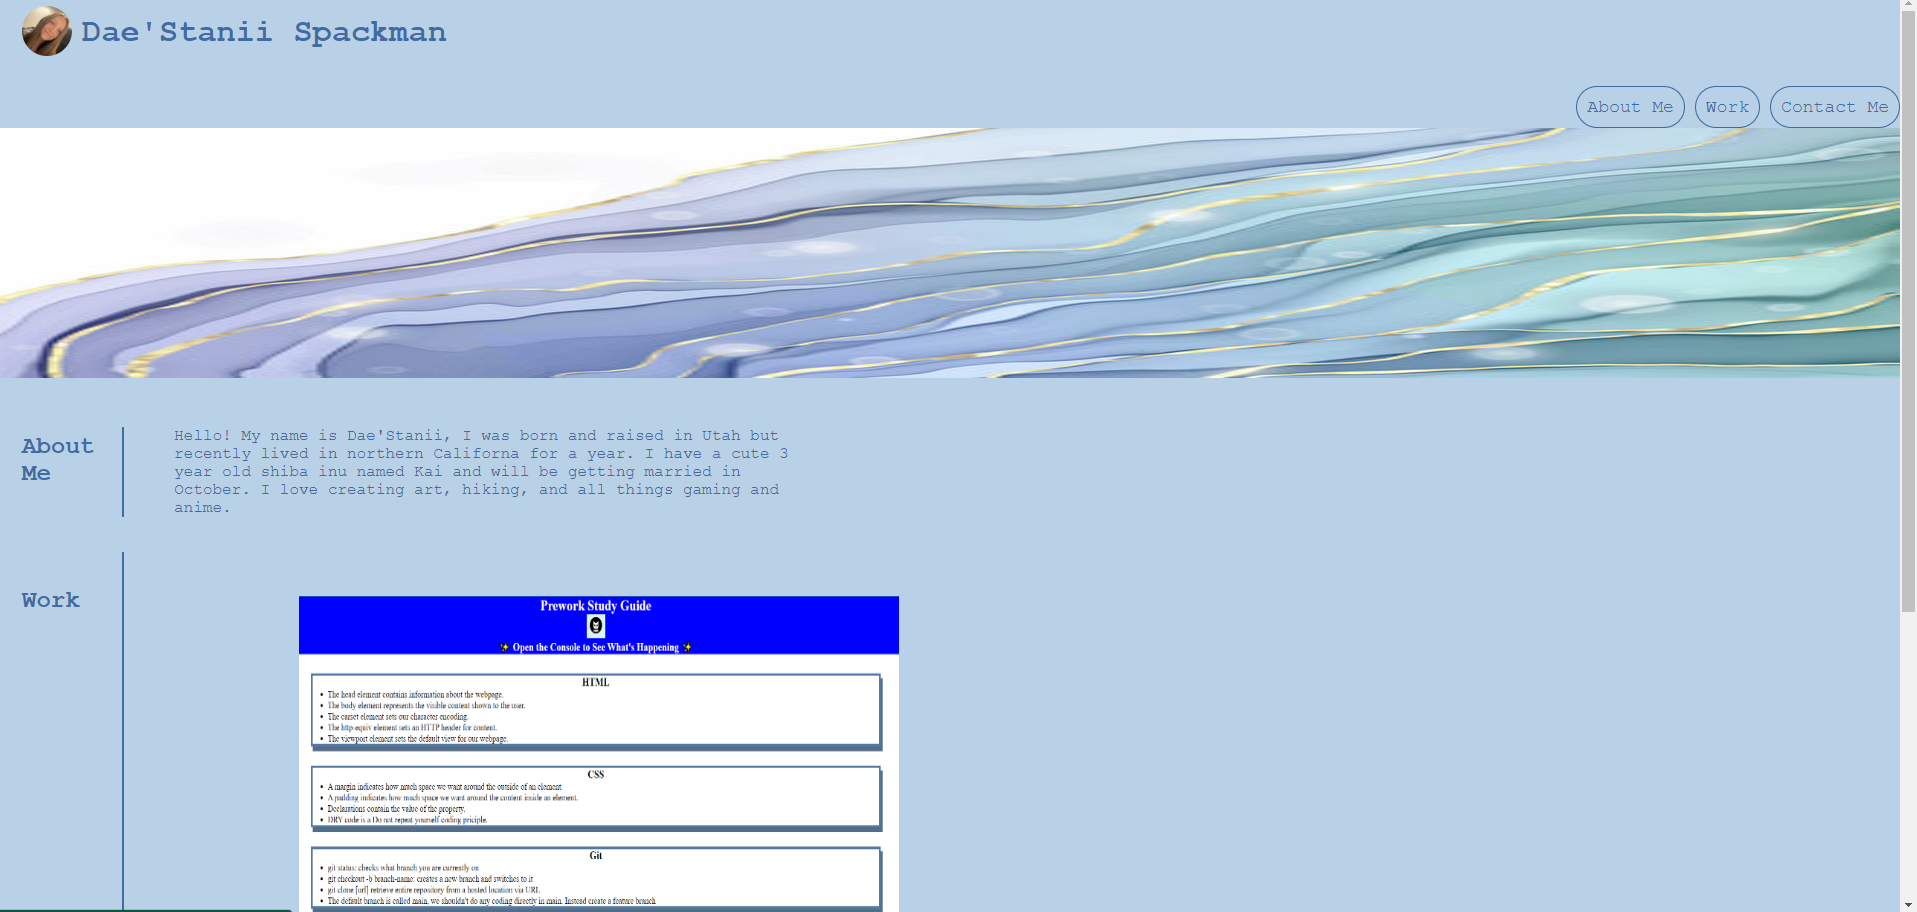 Dae'Stanii Spackman
About Me Work Contact Me
About
Me
Hello! My name is Dae'Stanii, I was born and raised in Utah but
recently lived in northern Californa for a year. I have a cute 3
year old shiba inu named Kai and will be getting married in
October. I love creating art, hiking, and all things gaming and
anime.
Work
Prework Study Guide
✨ Open the Console to See What's Happening ✨
HTML
• The head element contains information about the webpage.
• The body element represents the visible content shown to the user.
• The carset element sets our character encoding.
• The http-equiv element sets an HTTP header for content.
• The viewport element sets the default view for our webpage.
CSS
• A margin indicates how much space we want around the outside of an element.
• A padding indicates how much space we want around the content inside an element.
• Declarations contain the value of the property.
• DRY code is a Do not repeat yourself coding priciple.
Git
• git status: checks what branch you are currently on
• git checkout -b branch-name: creates a new branch and switches to it
• git clone [url] retrieve entire repository from a hosted location via URL
• The default branch is called main, we shouldn't do any coding directly in main. Instead create a feature branch